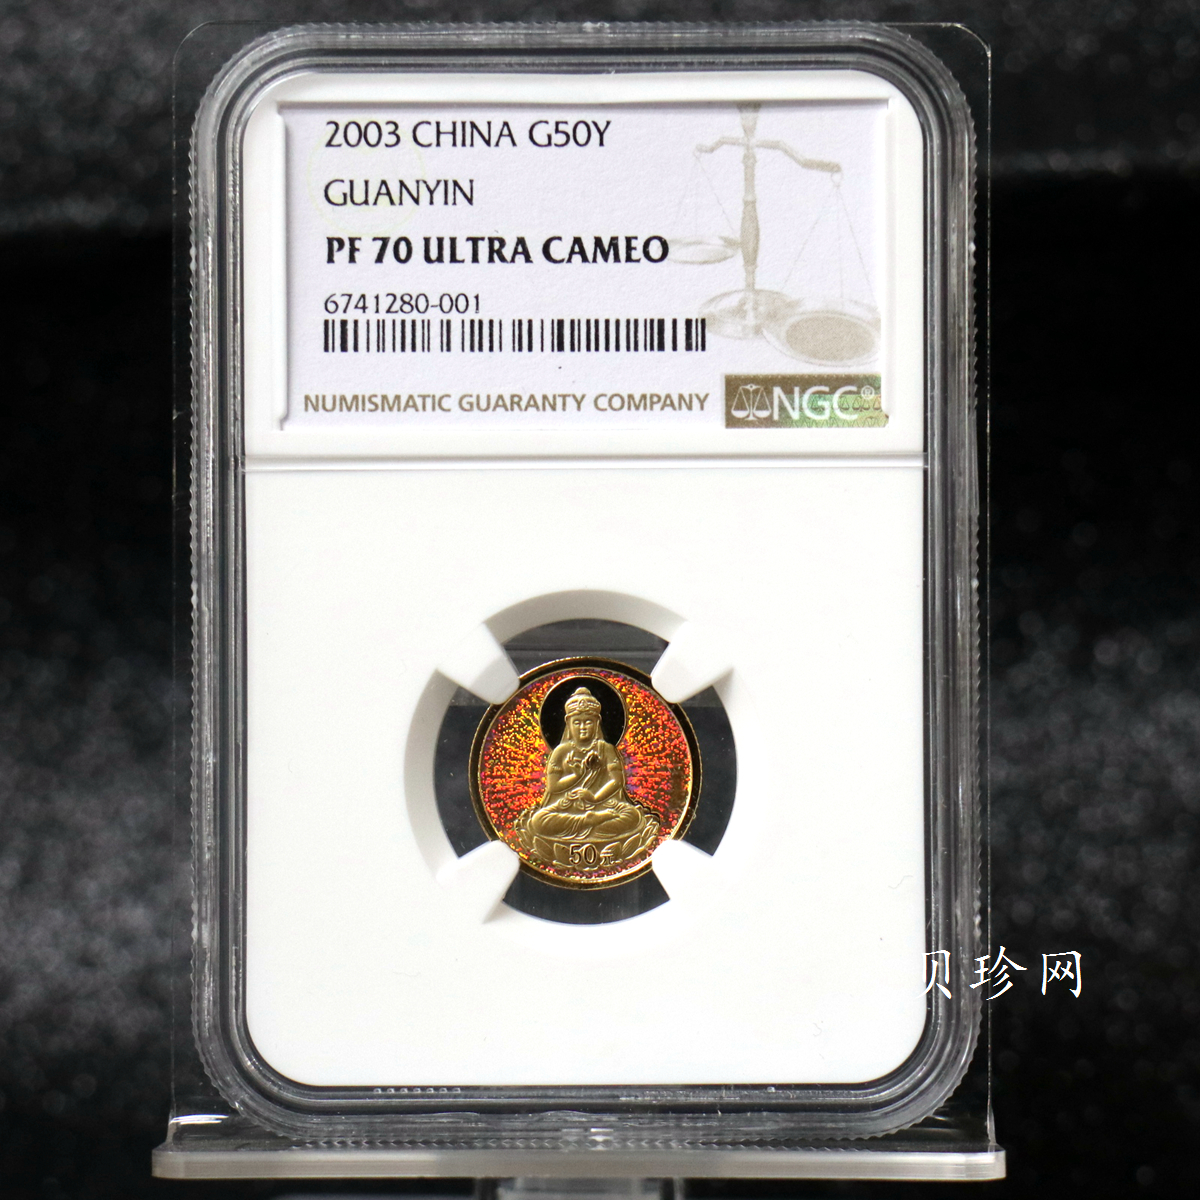 2003 CHINA G50Y
GUANYIN
PF 70 ULTRA CAMEO
6741280-001
NUMISMATIC GUARANTY COMPANY
NGC®
50元
贝珍网